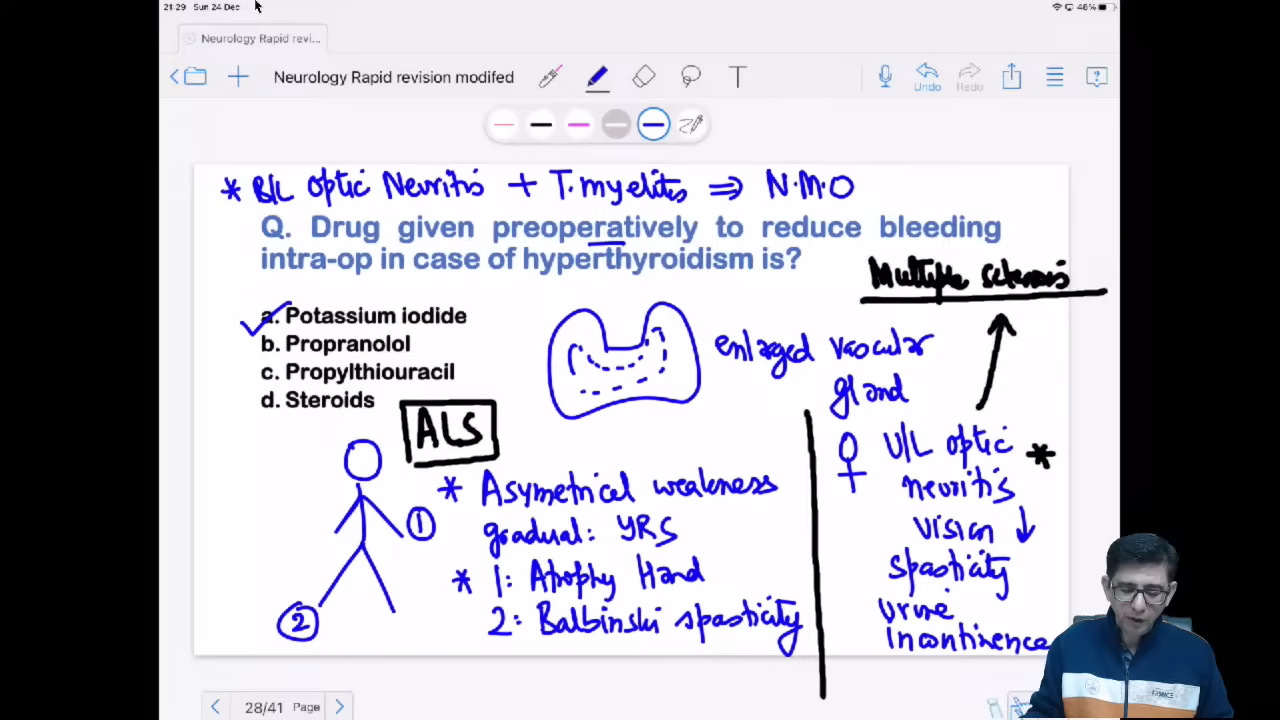 21:29 Sun 24 Dec
48%
Neurology Rapid revi...
Neurology Rapid revision modifed
T
Undo
Redo
* B/L Optic Neuritis + T.myelites ⇒ N.M.O
Q. Drug given preoperatively to reduce bleeding
intra-op in case of hyperthyroidism is?
Multiple sclerosis
a. Potassium iodide
b. Propranolol
c. Propylthiouracil
d. Steroids
enlarged vascular
gland
ALS
* Asymetrical weakness
gradual: YRS
* 1: Atrophy Hand
2: Balbinski spasticity
1
2
♀ U/L optic *
neuritis
vision ↓
spasticity
urine
incontinence
28/41 Page